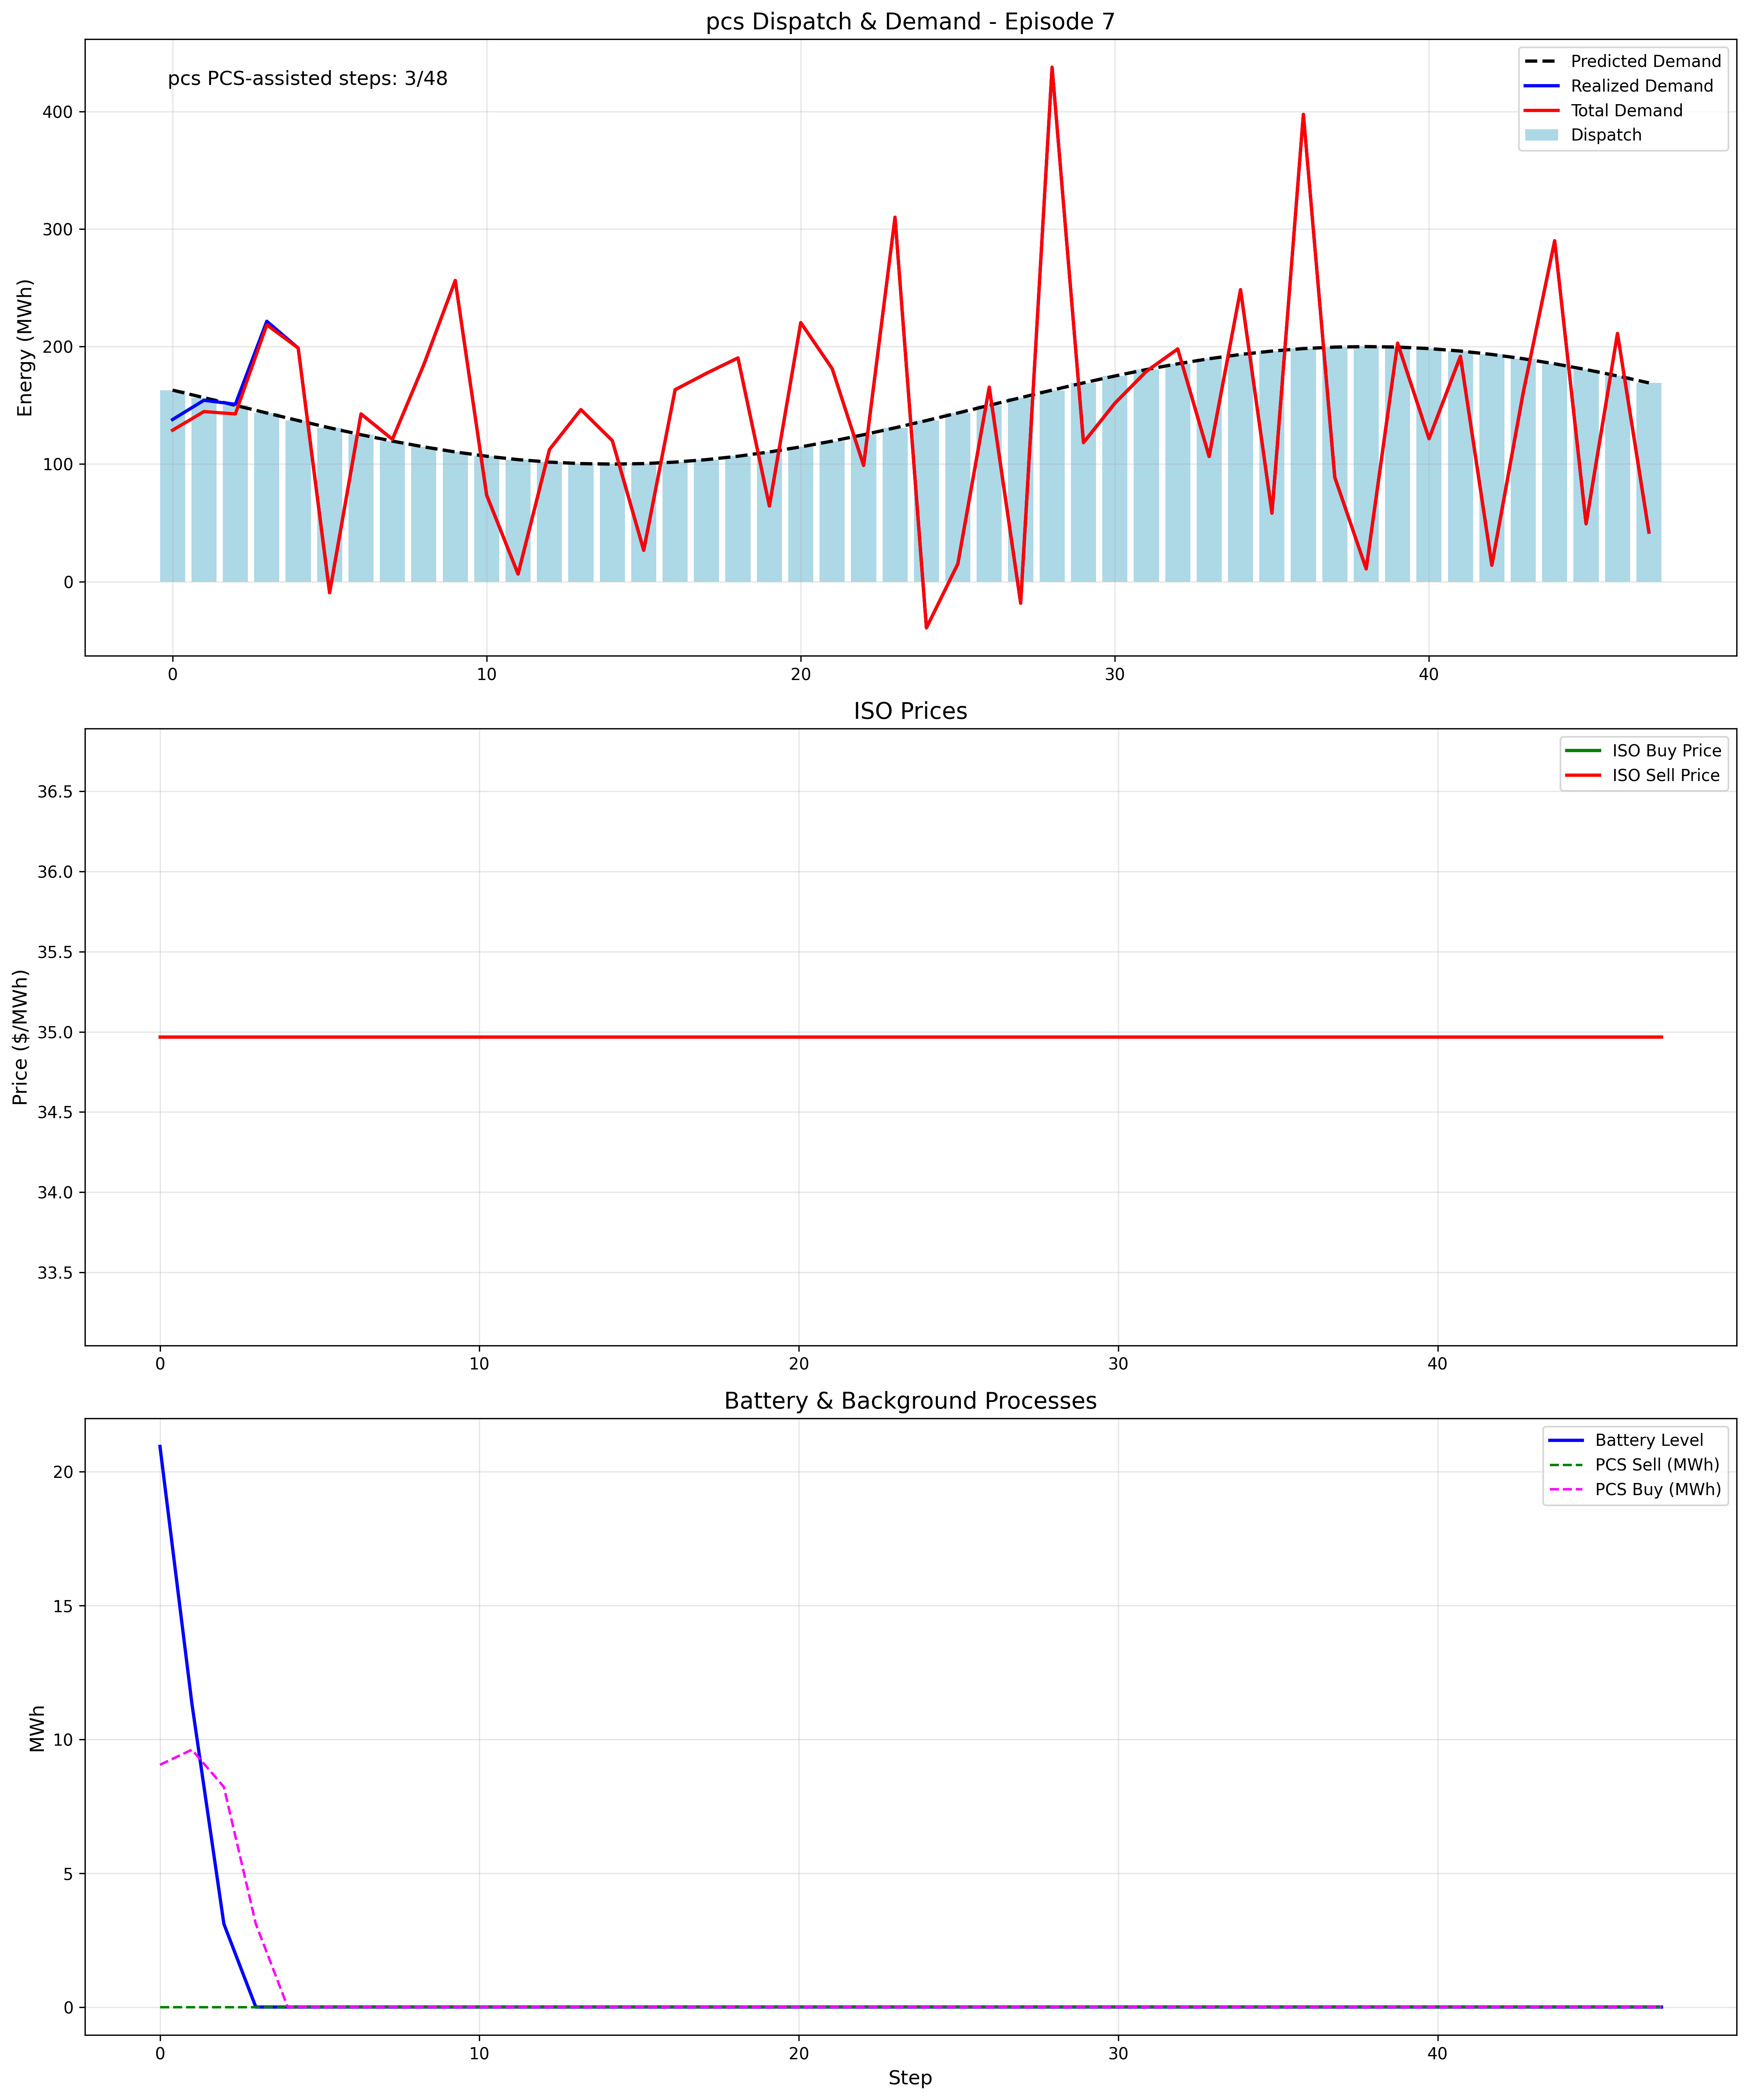 pcs Dispatch & Demand - Episode 7
pcs PCS-assisted steps: 3/48
Predicted Demand
Realized Demand
Total Demand
Dispatch
Energy (MWh)
400
300
200
100
0
0 10 20 30 40
ISO Prices
ISO Buy Price
ISO Sell Price
Price ($/MWh)
36.5
36.0
35.5
35.0
34.5
34.0
33.5
0 10 20 30 40
Battery & Background Processes
Battery Level
PCS Sell (MWh)
PCS Buy (MWh)
MWh
20
15
10
5
0
0 10 20 30 40
Step